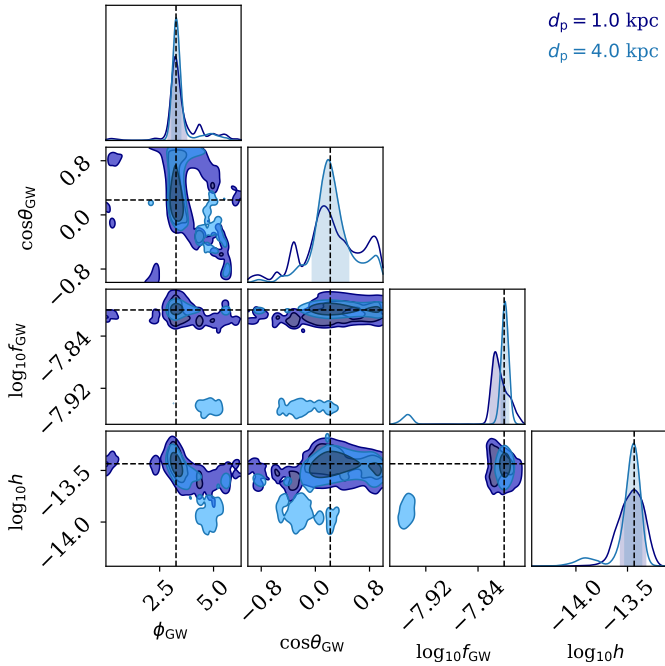 d_p = 1.0 kpc
d_p = 4.0 kpc
0.8
0.0
−0.8
cosθ_GW
−7.84
−7.92
log₁₀f_GW
−13.5
−14.0
log₁₀h
2.5 5.0 −0.8 0.0 0.8 −7.92 −7.84 −14.0 −13.5
ϕ_GW cosθ_GW log₁₀f_GW log₁₀h